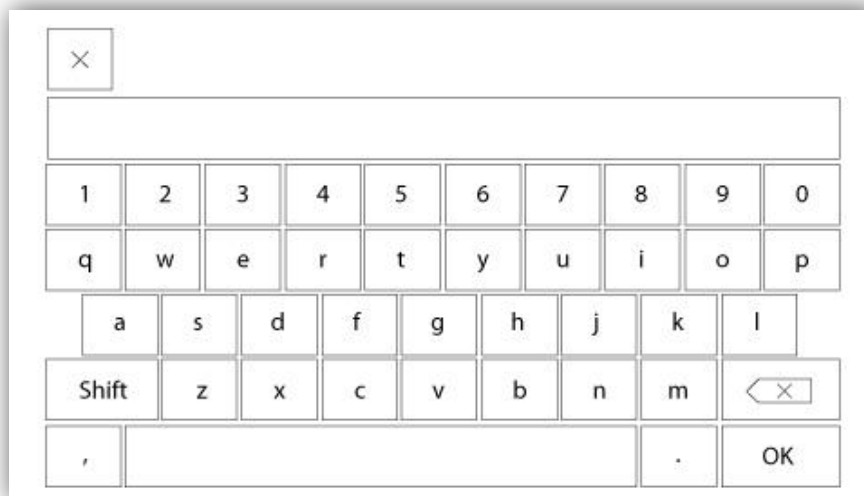 1 2 3 4 5 6 7 8 9 0
q w e r t y u i o p
a s d f g h j k l
Shift z x c v b n m
, . OK